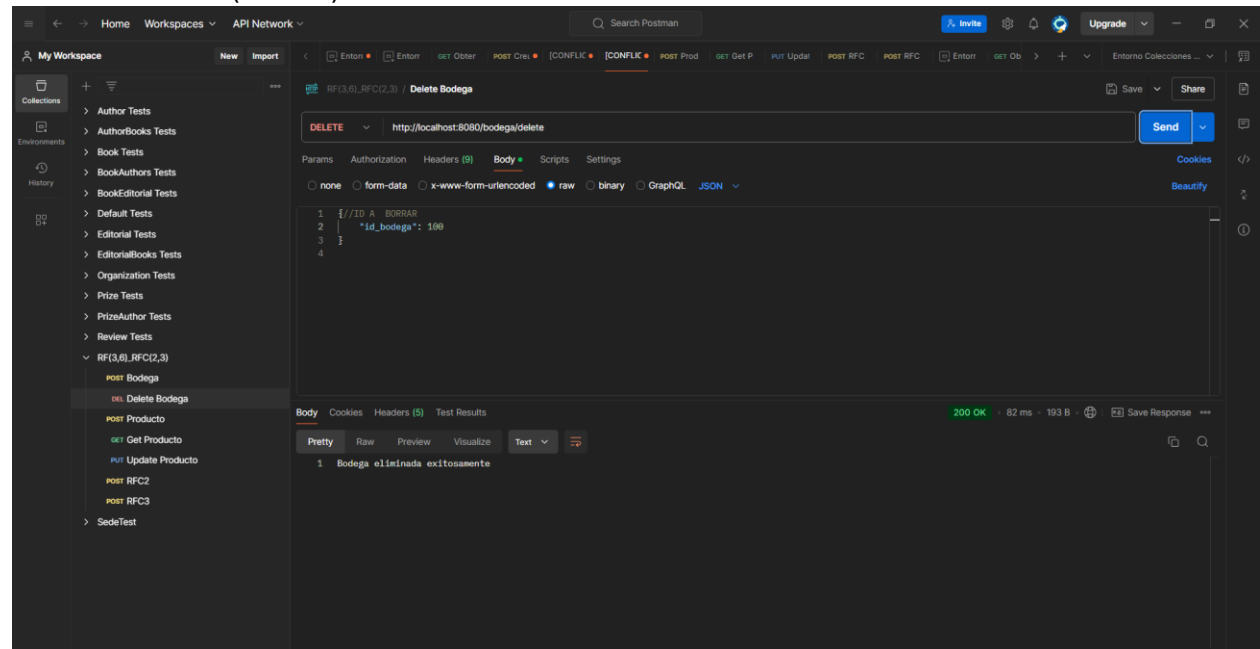 Home Workspaces API Network Search Postman Invite Upgrade
My Workspace New Import Enton Entorr GET Obter POST Cre [CONFLIC [CONFLIC POST Prod GET Get P PUT Updat POST RFC POST RFC Entorr GET Ob Entorno Colecciones ...
Collections
Environments
History
Author Tests
AuthorBooks Tests
Book Tests
BookAuthors Tests
BookEditorial Tests
Default Tests
Editorial Tests
EditorialBooks Tests
Organization Tests
Prize Tests
PrizeAuthor Tests
Review Tests
RF(3,6)_RFC(2,3)
POST Bodega
DEL Delete Bodega
POST Producto
GET Get Producto
PUT Update Producto
POST RFC2
POST RFC3
SedeTest
RF(3,6)_RFC(2,3) / Delete Bodega Save Share
DELETE http://localhost:8080/bodega/delete Send
Params Authorization Headers (9) Body Scripts Settings Cookies
none form-data x-www-form-urlencoded raw binary GraphQL JSON Beautify
1 {//ID A BORRAR
2 "id_bodega": 100
3 }
4
Body Cookies Headers (5) Test Results 200 OK 82 ms 193 B Save Response
Pretty Raw Preview Visualize Text
1 Bodega eliminada exitosamente